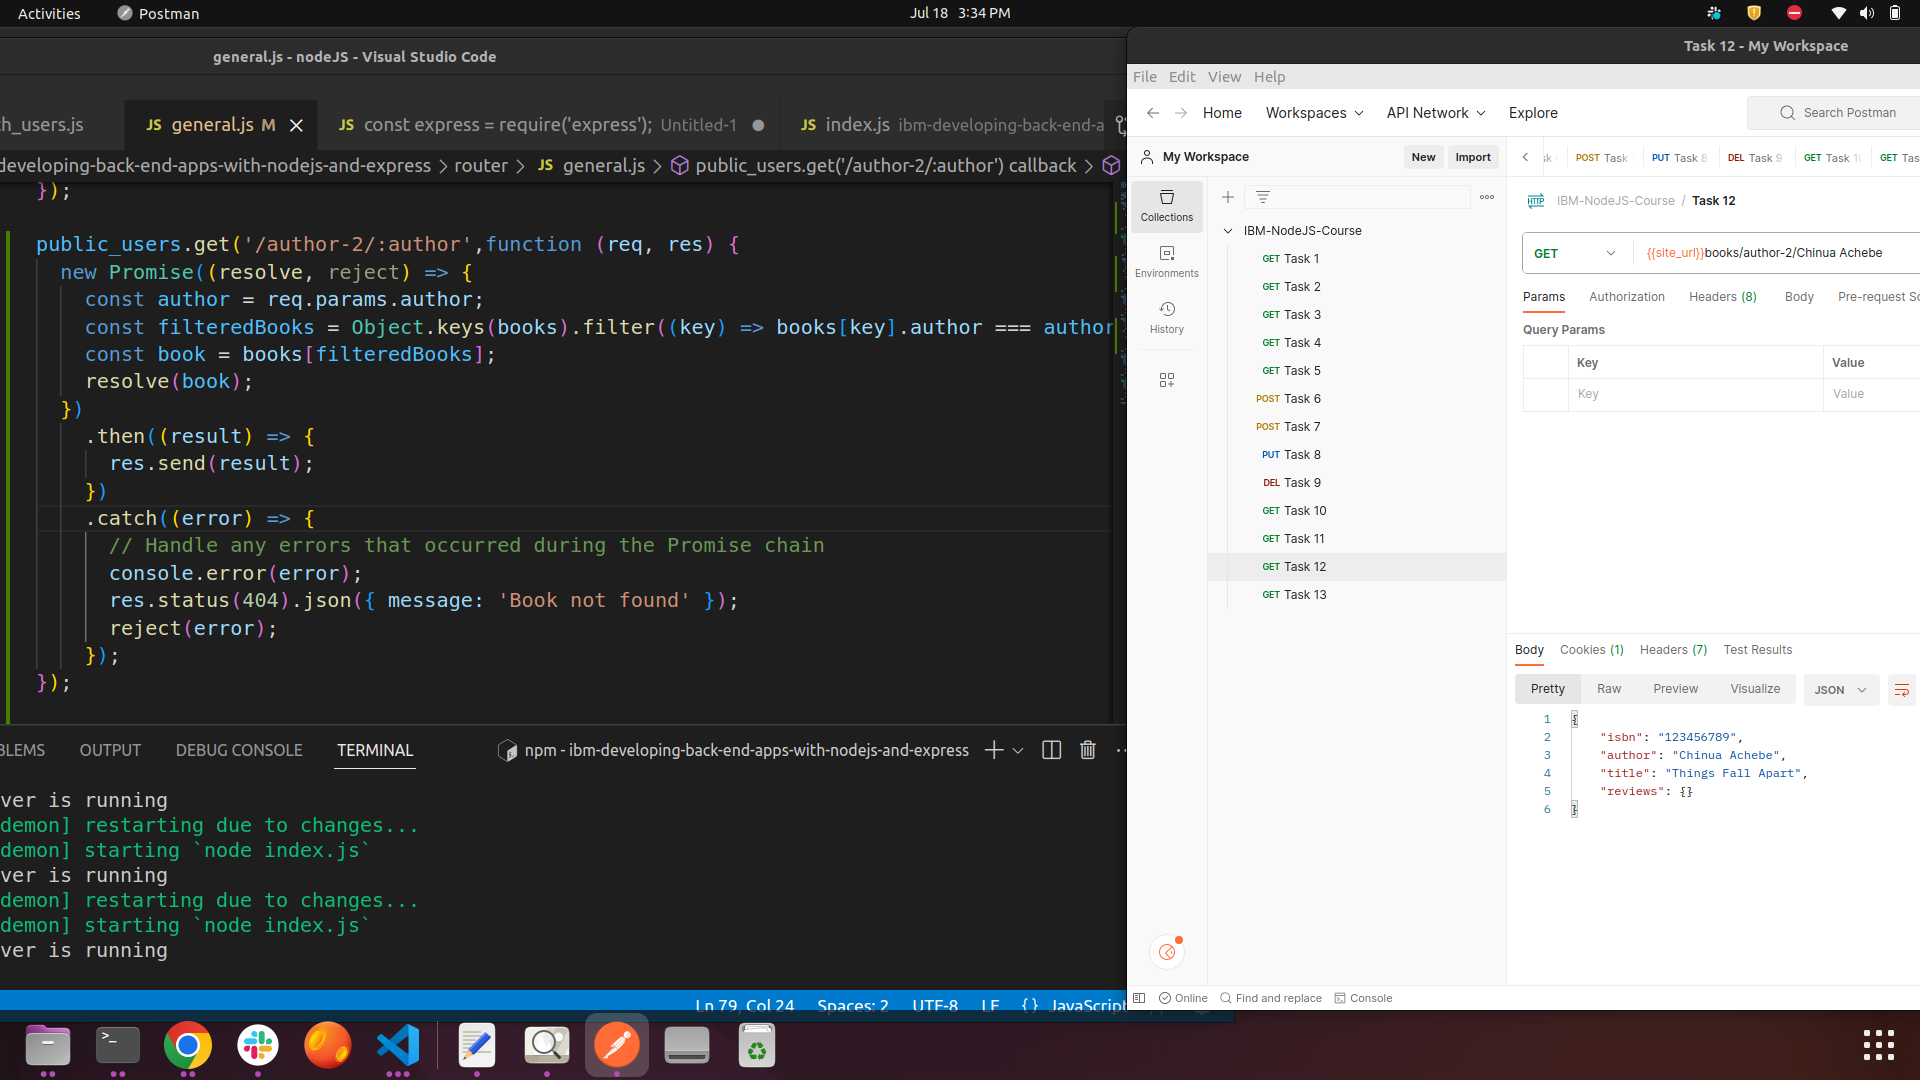 Activities
Postman
Jul 18 3:34 PM
general.js - nodeJS - Visual Studio Code
h_users.js
JS general.js M
JS const express = require('express'); Untitled-1
JS index.js ibm-developing-back-end-a
developing-back-end-apps-with-nodejs-and-express > router > JS general.js > public_users.get('/author-2/:author') callback >
});
public_users.get('/author-2/:author',function (req, res) {
new Promise((resolve, reject) => {
const author = req.params.author;
const filteredBooks = Object.keys(books).filter((key) => books[key].author === author
const book = books[filteredBooks];
resolve(book);
})
.then((result) => {
res.send(result);
})
.catch((error) => {
// Handle any errors that occurred during the Promise chain
console.error(error);
res.status(404).json({ message: 'Book not found' });
reject(error);
});
});
BLEMS
OUTPUT
DEBUG CONSOLE
TERMINAL
npm - ibm-developing-back-end-apps-with-nodejs-and-express
ver is running
demon] restarting due to changes...
demon] starting `node index.js`
ver is running
demon] restarting due to changes...
demon] starting `node index.js`
ver is running
Ln 79, Col 24 Spaces: 2 UTF-8 LF {} JavaScript
Task 12 - My Workspace
File Edit View Help
Home Workspaces API Network Explore
Search Postman
My Workspace
New
Import
POST Task
PUT Task 8
DEL Task 9
GET Task 10
GET Tas
Collections
Environments
History
IBM-NodeJS-Course
GET Task 1
GET Task 2
GET Task 3
GET Task 4
GET Task 5
POST Task 6
POST Task 7
PUT Task 8
DEL Task 9
GET Task 10
GET Task 11
GET Task 12
GET Task 13
HTTP IBM-NodeJS-Course / Task 12
GET {{site_url}}books/author-2/Chinua Achebe
Params Authorization Headers (8) Body Pre-request Sc
Query Params
Key Value
Key Value
Body Cookies (1) Headers (7) Test Results
Pretty Raw Preview Visualize JSON
1 {
2 "isbn": "123456789",
3 "author": "Chinua Achebe",
4 "title": "Things Fall Apart",
5 "reviews": {}
6 }
Online Find and replace Console